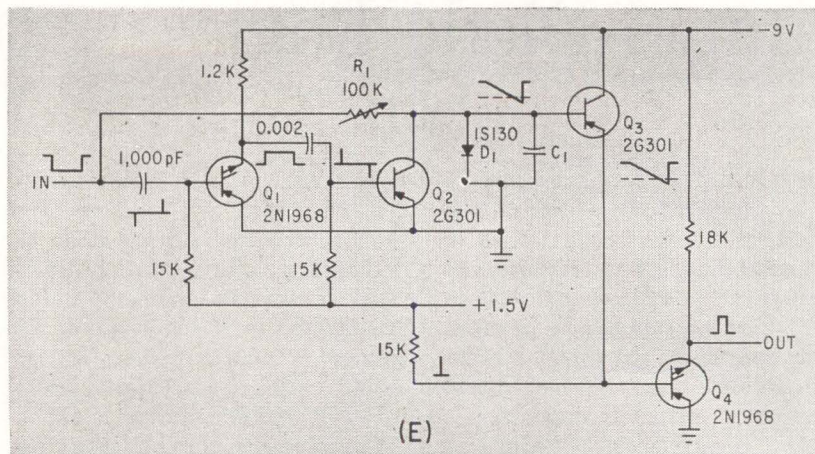 -9V
1.2K
R1
100K
0.002
1,000pF
IN
Q1
2N1968
Q2
2G301
1S130
D1
C1
Q3
2G301
18K
15K
15K
+1.5V
15K
OUT
Q4
2N1968
(E)